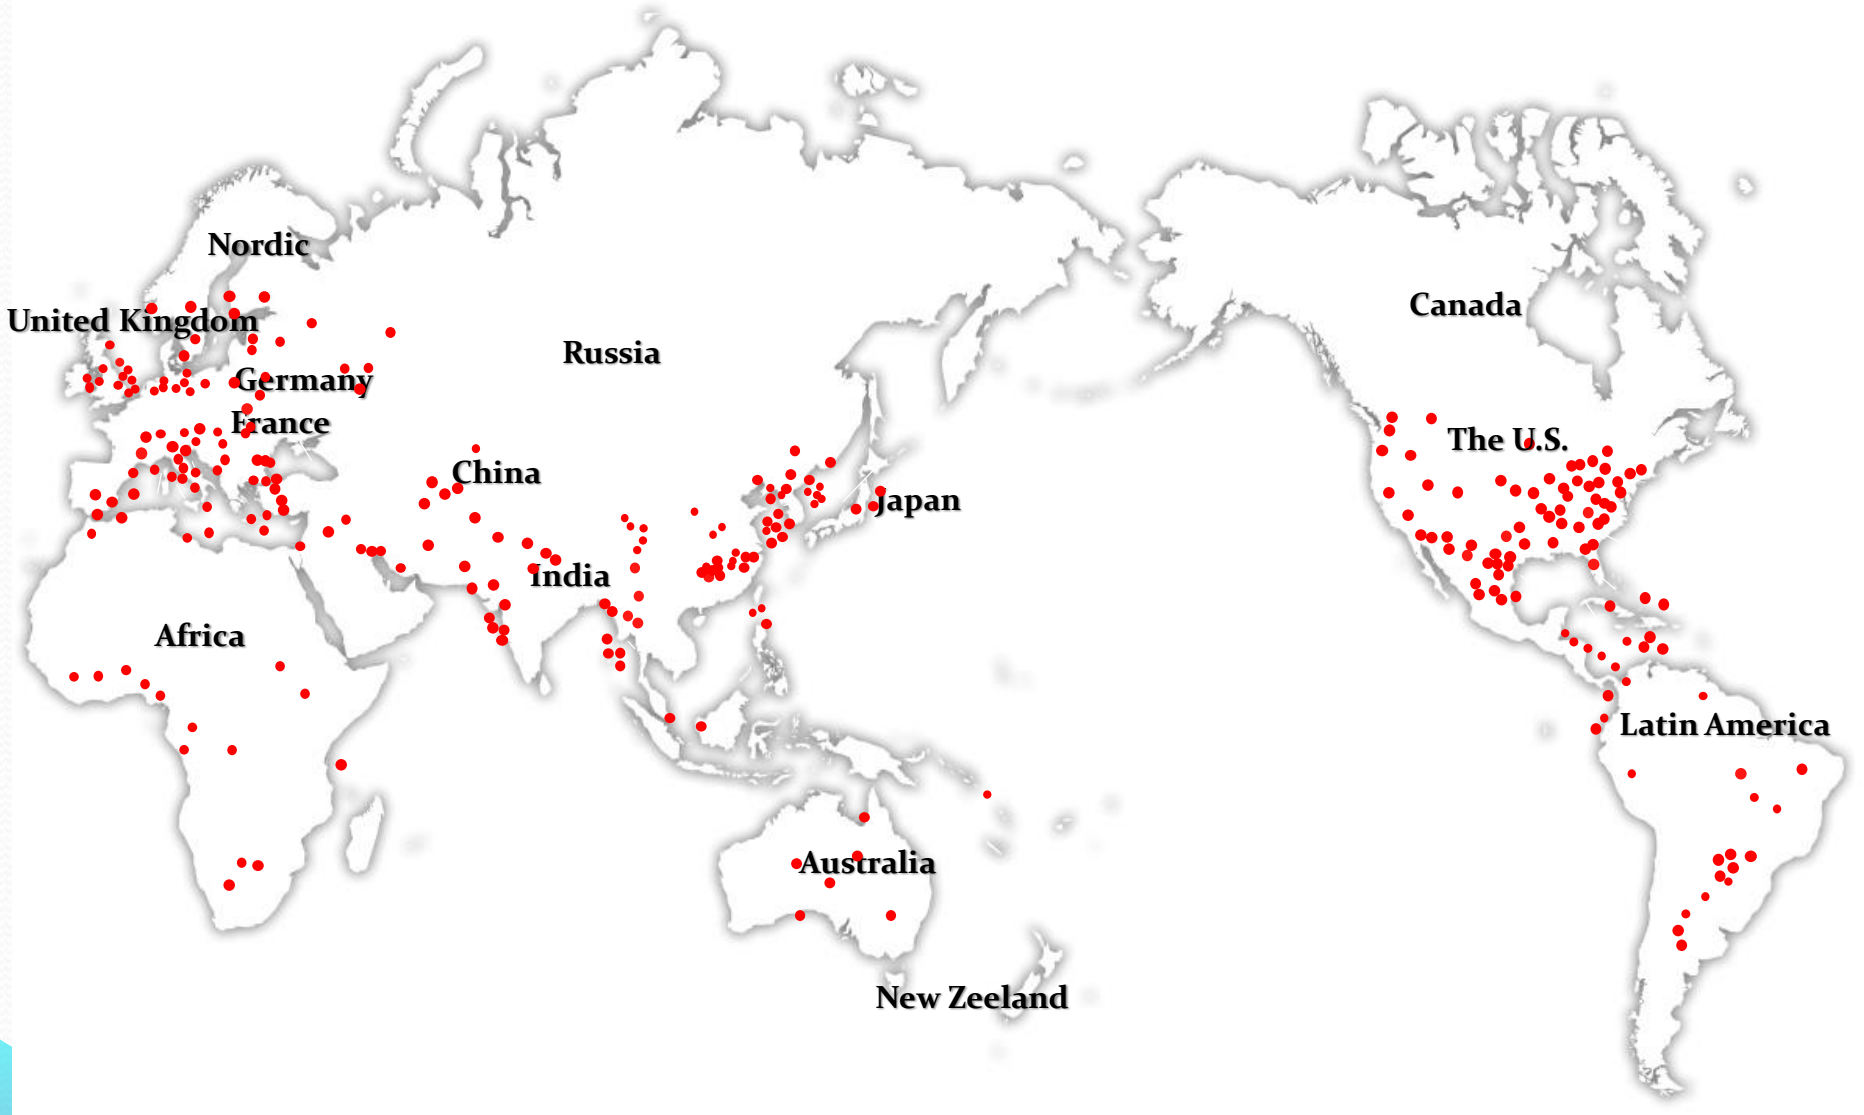 Nordic
United Kingdom
Canada
Russia
Germany
France
The U.S.
China
Japan
India
Africa
Latin America
Australia
New Zeeland